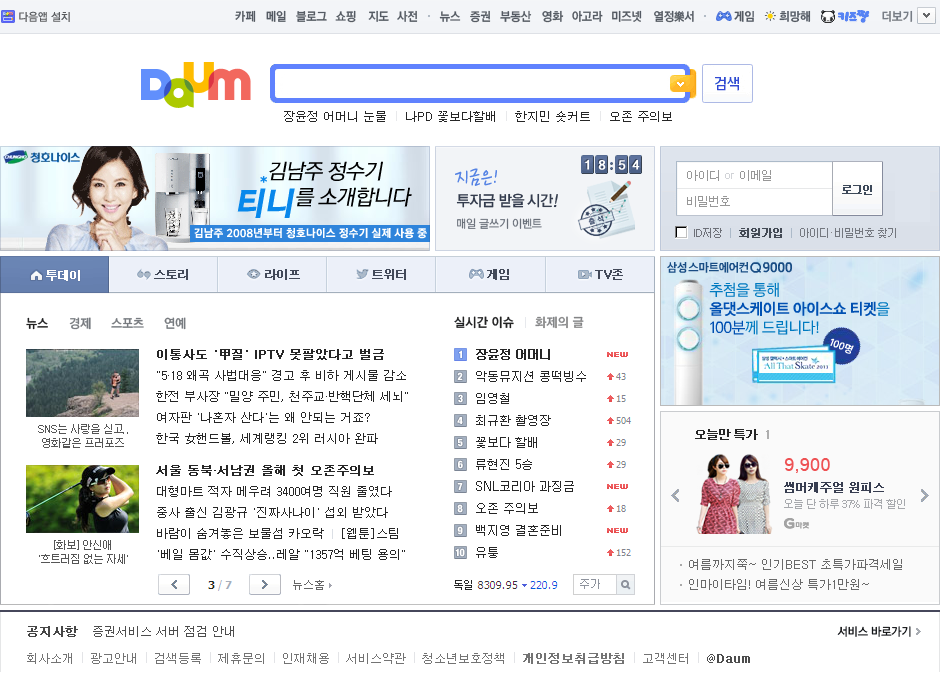 다음앱 설치
카페 메일 블로그 쇼핑 지도 사전 · 뉴스 증권 부동산 영화 아고라 미즈넷 열정樂서 · 게임 희망해 키즈짱 더보기
Daum
검색
장윤정 어머니 눈물 나PD 꽃보다할배 한지민 숏커트 오존 주의보
청호나이스
김남주 정수기
티니를 소개합니다
김남주 2008년부터 청호나이스 정수기 실제 사용 중
18:54
지금은!
투자금 받을 시간!
매일 글쓰기 이벤트
출석
아이디 or 이메일
비밀번호
로그인
ID저장 회원가입 아이디·비밀번호 찾기
투데이 스토리 라이프 트위터 게임 TV존
삼성 스마트에어컨 Q9000
추첨을 통해
올댓스케이트 아이스쇼 티켓을
100분께 드립니다!
100명
삼성 갤럭시★스마트에어컨
All That Skate 2013
뉴스 경제 스포츠 연예
SNS는 사랑을 싣고,,
영화같은 프러포즈
[화보] 안신애
'흐트러짐 없는 자세'
이통사도 '甲질' IPTV 못팔았다고 벌금
"5·18 왜곡 사법대응" 경고 후 비하 게시물 감소
한전 부사장 "밀양 주민, 천주교·반핵단체 세뇌"
여자판 '나혼자 산다'는 왜 안되는 거죠?
한국 女핸드볼, 세계랭킹 2위 러시아 완파
서울 동북·서남권 올해 첫 오존주의보
대형마트 적자 메우려 3400여명 직원 줄였다
중사 출신 김광규 '진짜사나이' 섭외 받았다
바람이 숨겨놓은 보물섬 카오락 [웹툰]스팀
'베일 몸값' 수직상승..레알 "1357억 베팅 용의"
3 / 7 뉴스홈
실시간 이슈 화제의 글
1 장윤정 어머니 NEW
2 악동뮤지션 콩떡빙수 43
3 임영철 15
4 최규환 촬영장 504
5 꽃보다 할배 29
6 류현진 5승 29
7 SNL코리아 과징금 NEW
8 오존 주의보 18
9 백지영 결혼준비 NEW
10 유퉁 152
독일 8309.95 220.9 주가
오늘만 특가 1
9,900
썸머캐주얼 원피스
오늘 단 하루 37% 파격 할인
G마켓
· 여름까지쭉~ 인기BEST 초특가파격세일
· 인마이타임! 여름신상 특가1만원~
공지사항 증권서비스 서버 점검 안내
서비스 바로가기
회사소개 광고안내 검색등록 제휴문의 인재채용 서비스약관 청소년보호정책 개인정보취급방침 고객센터 @Daum